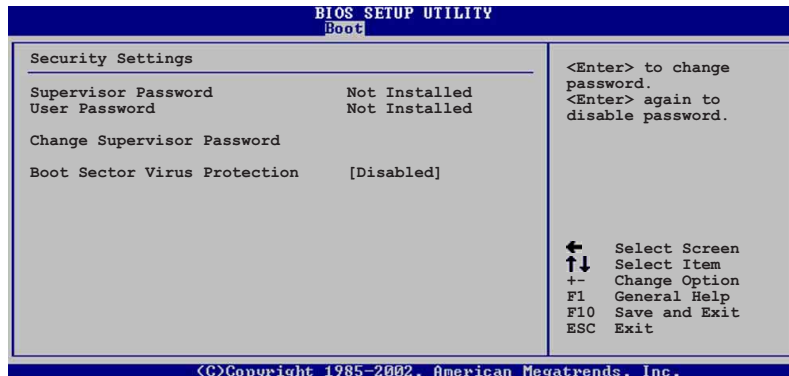 BIOS SETUP UTILITY
Boot
Security Settings
Supervisor Password Not Installed
User Password Not Installed
Change Supervisor Password
Boot Sector Virus Protection [Disabled]
<Enter> to change
password.
<Enter> again to
disable password.
← Select Screen
↑↓ Select Item
+- Change Option
F1 General Help
F10 Save and Exit
ESC Exit
(C)Copyright 1985-2002, American Megatrends, Inc.